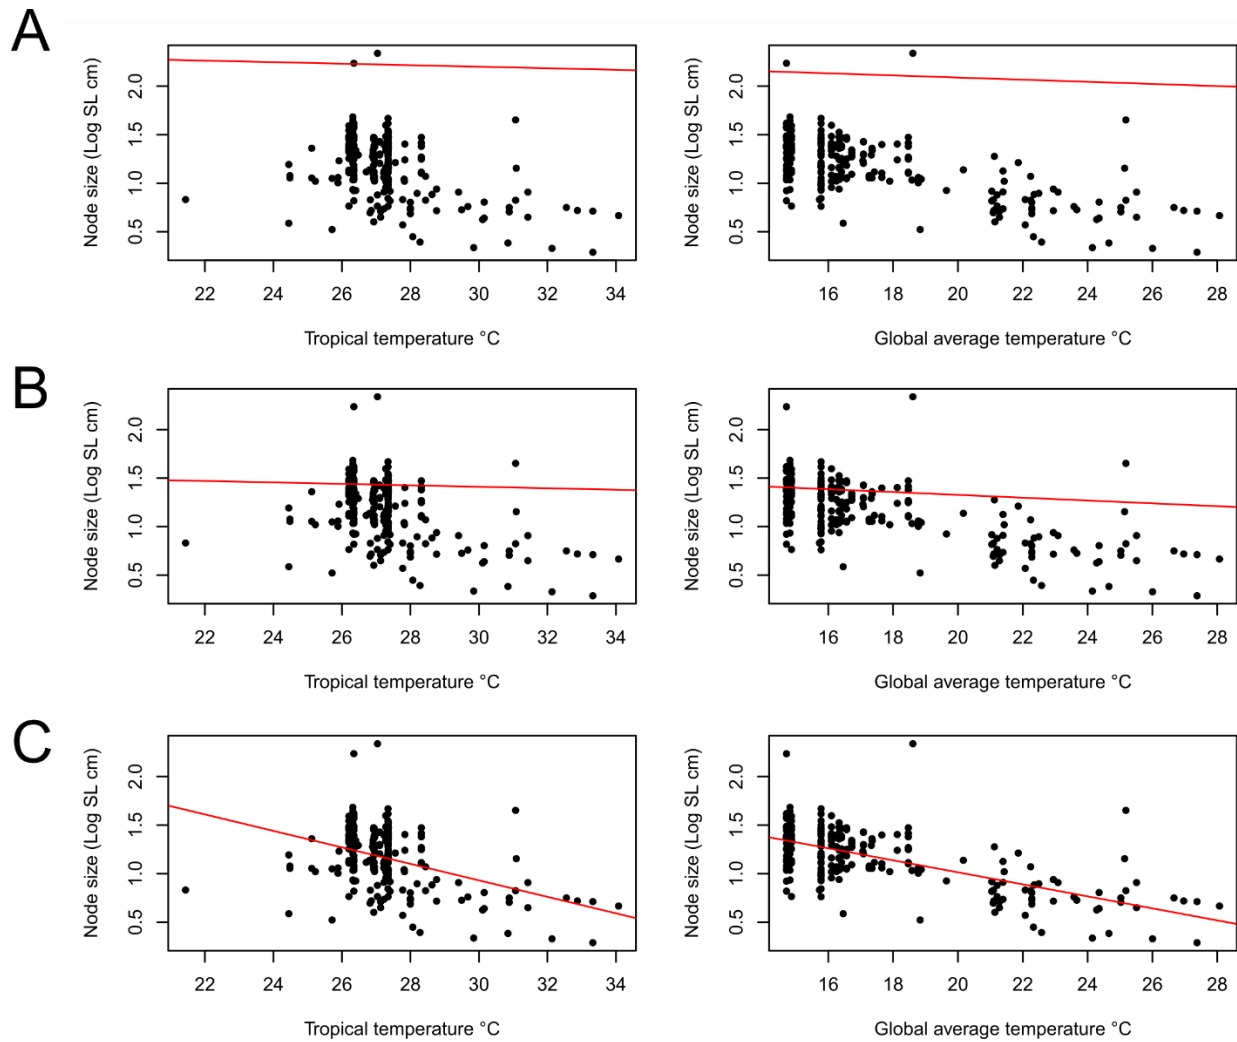 A
Node size (Log SL cm)
0.5 1.0 1.5 2.0
22 24 26 28 30 32 34
Tropical temperature °C
Node size (Log SL cm)
0.5 1.0 1.5 2.0
16 18 20 22 24 26 28
Global average temperature °C
B
Node size (Log SL cm)
0.5 1.0 1.5 2.0
22 24 26 28 30 32 34
Tropical temperature °C
Node size (Log SL cm)
0.5 1.0 1.5 2.0
16 18 20 22 24 26 28
Global average temperature °C
C
Node size (Log SL cm)
0.5 1.0 1.5 2.0
22 24 26 28 30 32 34
Tropical temperature °C
Node size (Log SL cm)
0.5 1.0 1.5 2.0
16 18 20 22 24 26 28
Global average temperature °C